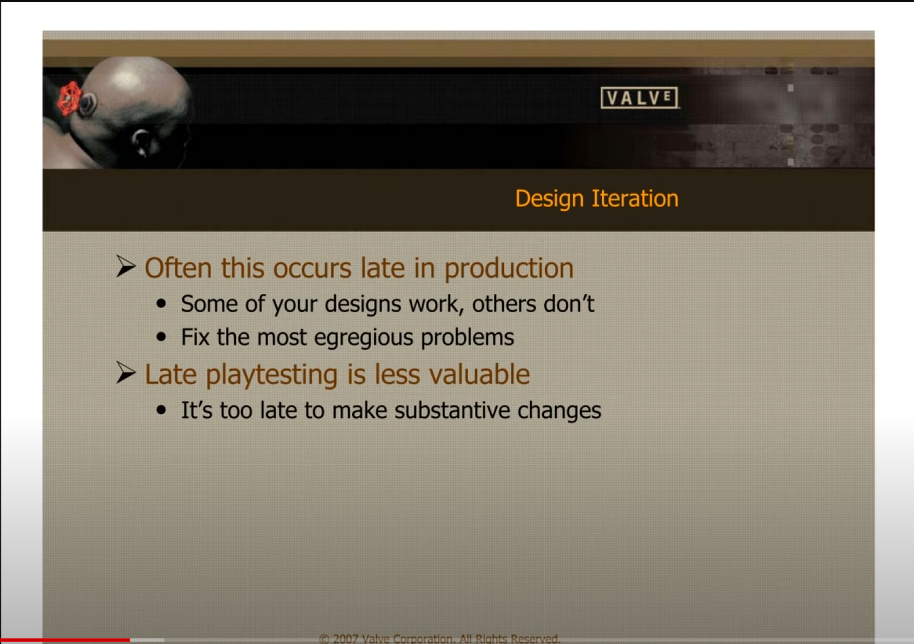 VALVE
Design Iteration
➢ Often this occurs late in production
• Some of your designs work, others don’t
• Fix the most egregious problems
➢ Late playtesting is less valuable
• It’s too late to make substantive changes
© 2007 Valve Corporation. All Rights Reserved.